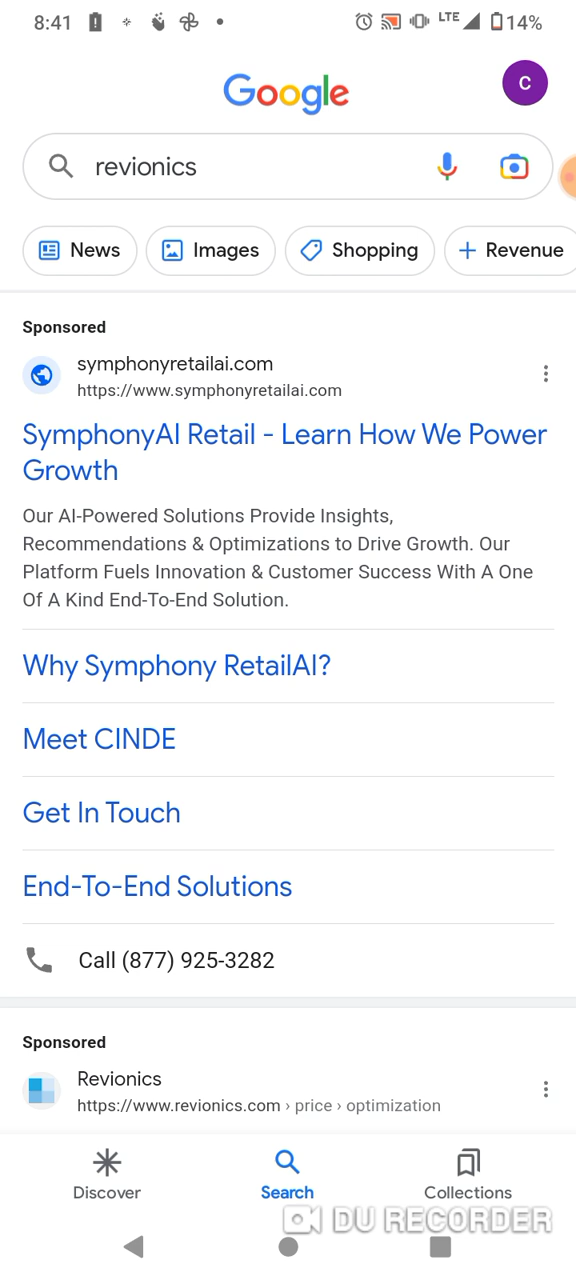 8:41
LTE 14%
Google
C
revionics
News Images Shopping + Revenue
Sponsored
symphonyretailai.com
https://www.symphonyretailai.com
SymphonyAI Retail - Learn How We Power
Growth
Our AI-Powered Solutions Provide Insights,
Recommendations & Optimizations to Drive Growth. Our
Platform Fuels Innovation & Customer Success With A One
Of A Kind End-To-End Solution.
Why Symphony RetailAI?
Meet CINDE
Get In Touch
End-To-End Solutions
Call (877) 925-3282
Sponsored
Revionics
https://www.revionics.com › price › optimization
Discover Search Collections
DU RECORDER